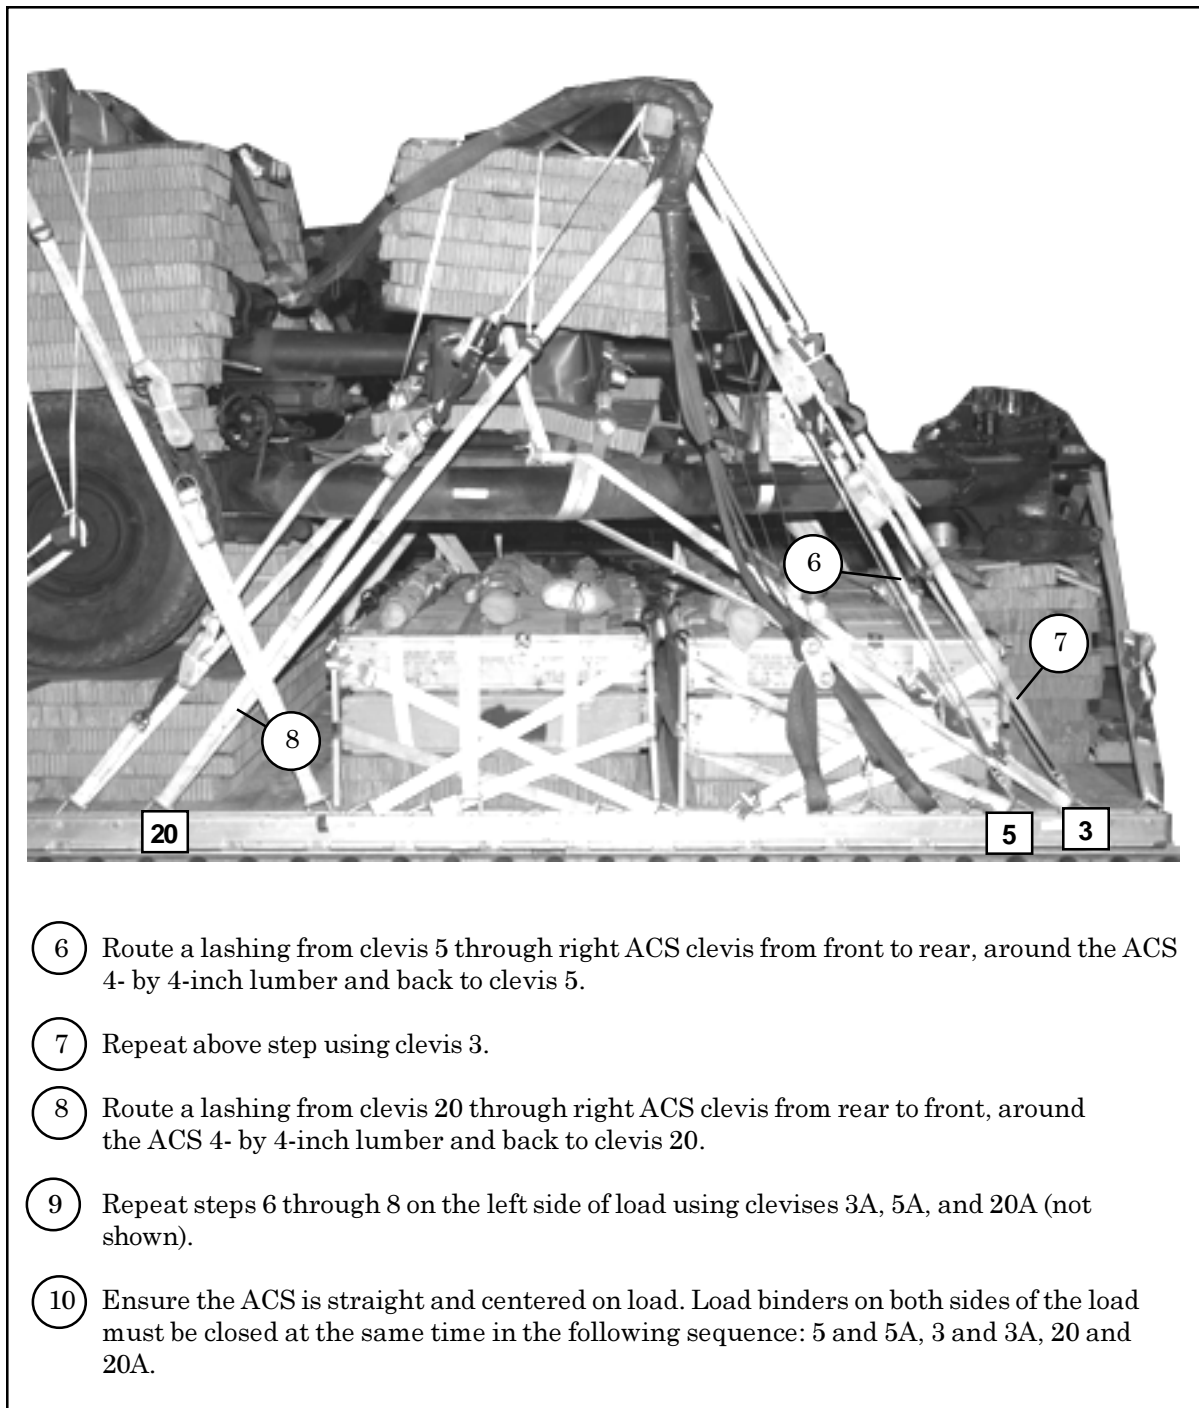 6
7
8
20
5
3
6 Route a lashing from clevis 5 through right ACS clevis from front to rear, around the ACS
4- by 4-inch lumber and back to clevis 5.
7 Repeat above step using clevis 3.
8 Route a lashing from clevis 20 through right ACS clevis from rear to front, around
the ACS 4- by 4-inch lumber and back to clevis 20.
9 Repeat steps 6 through 8 on the left side of load using clevises 3A, 5A, and 20A (not
shown).
10 Ensure the ACS is straight and centered on load. Load binders on both sides of the load
must be closed at the same time in the following sequence: 5 and 5A, 3 and 3A, 20 and
20A.